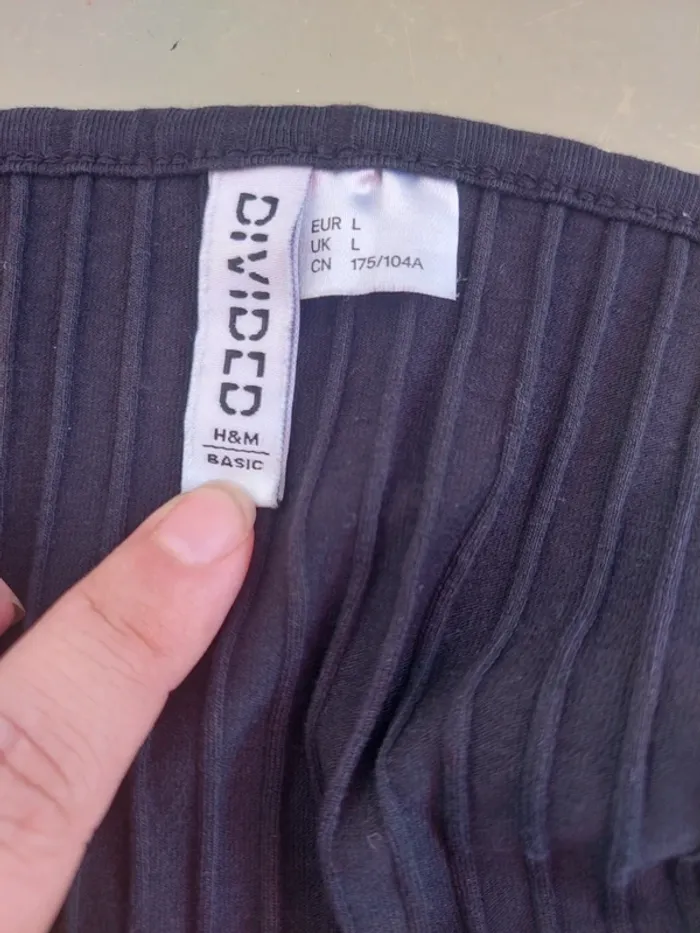 DIVIDED
H&M
BASIC
EUR L
UK L
CN 175/104A